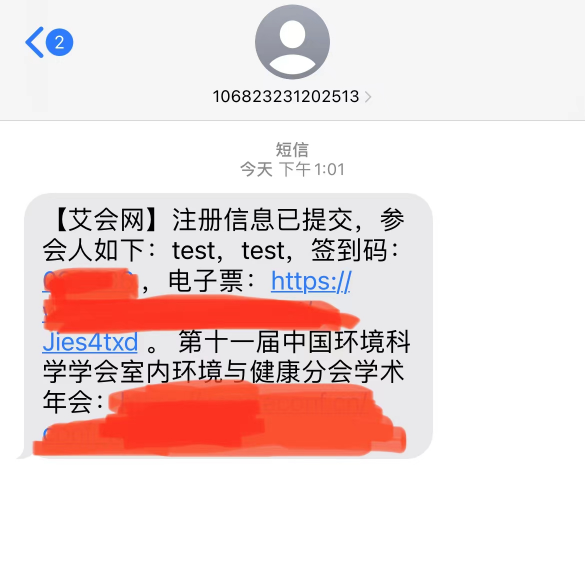 2
106823231202513
短信
今天 下午1:01
【艾会网】注册信息已提交，参
会人如下：test，test，签到码：
，电子票：https://
Jies4txd 。 第十一届中国环境科
学学会室内环境与健康分会学术
年会：